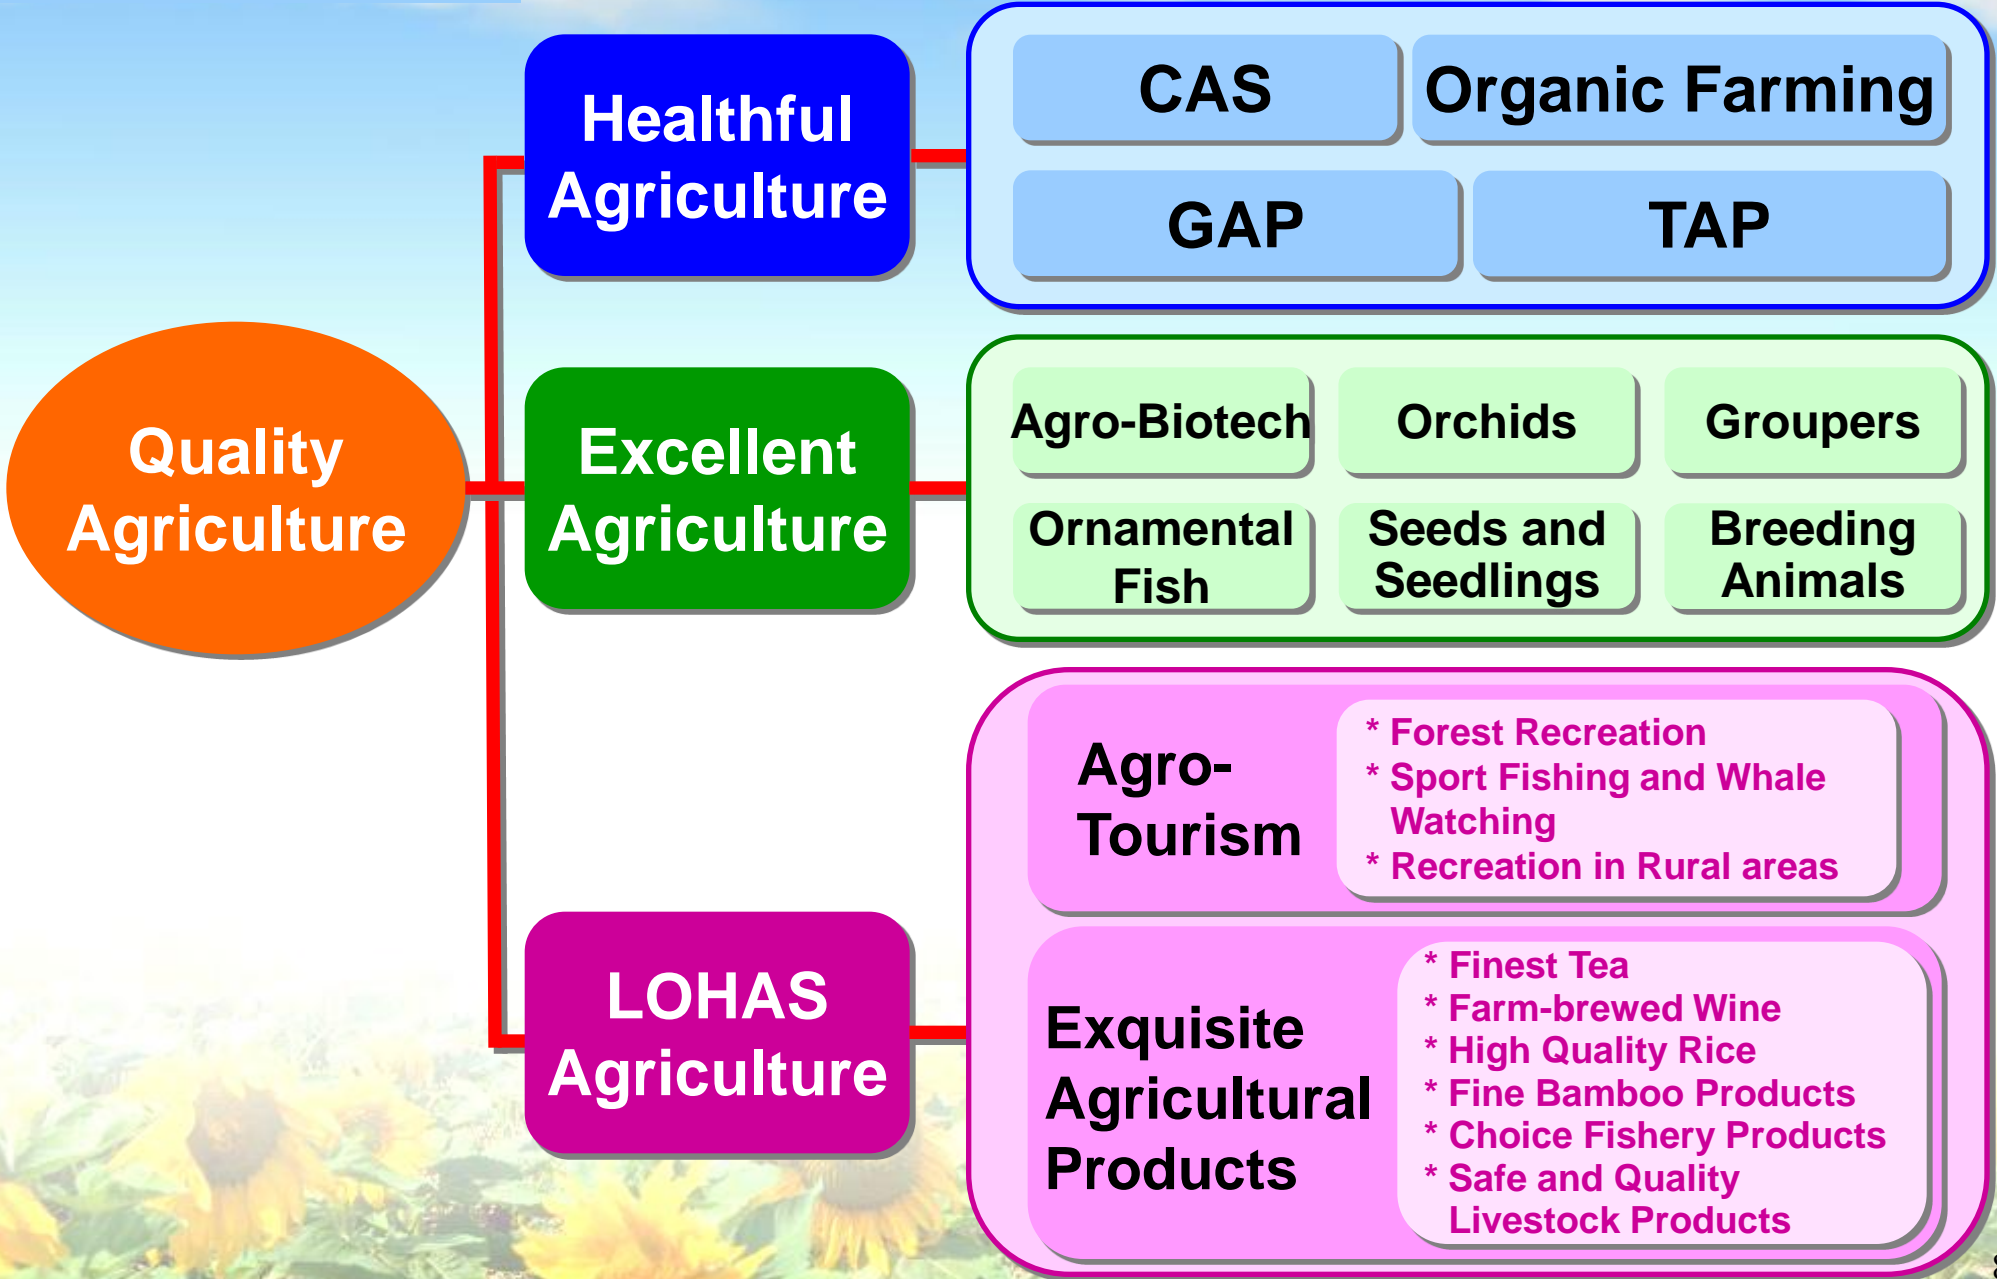 Healthful
Agriculture
CAS
Organic Farming
GAP
TAP
Quality
Agriculture
Excellent
Agriculture
Agro-Biotech
Orchids
Groupers
Ornamental
Fish
Seeds and
Seedlings
Breeding
Animals
LOHAS
Agriculture
Agro-
Tourism
* Forest Recreation
* Sport Fishing and Whale
Watching
* Recreation in Rural areas
Exquisite
Agricultural
Products
* Finest Tea
* Farm-brewed Wine
* High Quality Rice
* Fine Bamboo Products
* Choice Fishery Products
* Safe and Quality
Livestock Products